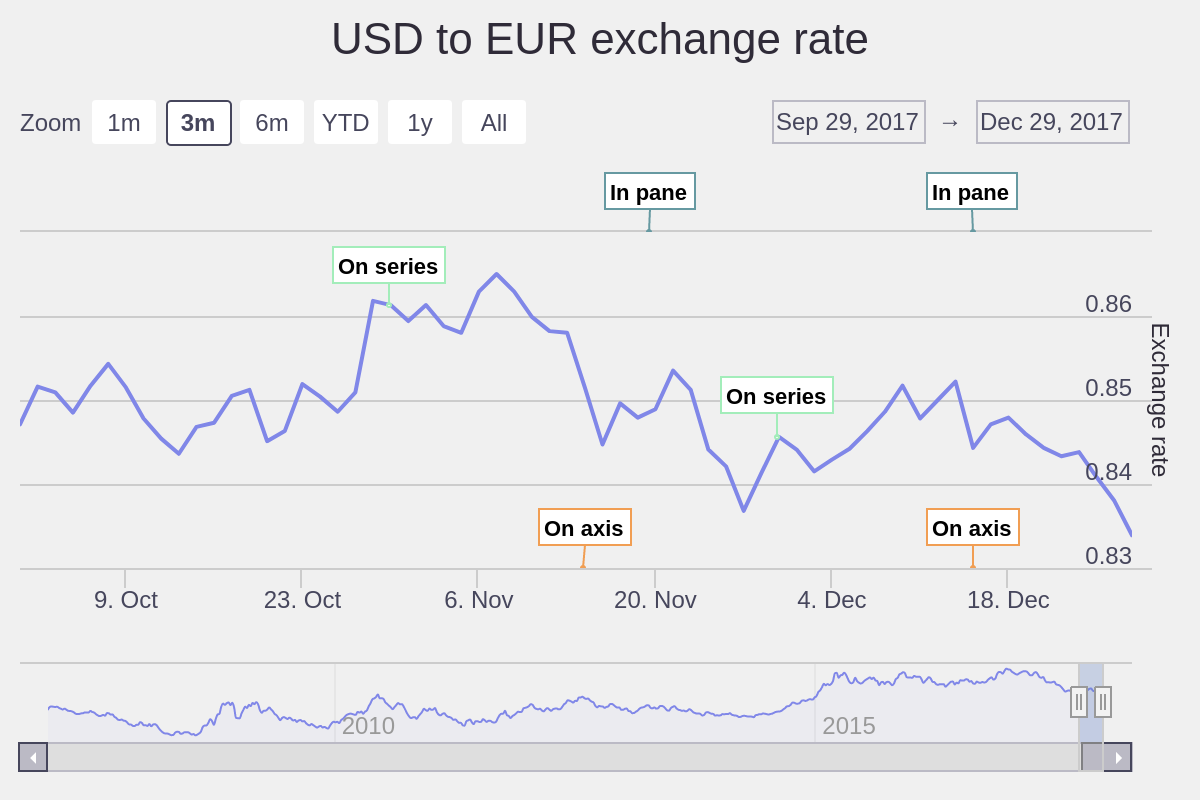 USD to EUR exchange rate
Zoom 1m 3m 6m YTD 1y All Sep 29, 2017 → Dec 29, 2017
In pane In pane
On series
0.86
Exchange rate
0.85
On series
0.84
On axis On axis
0.83
9. Oct 23. Oct 6. Nov 20. Nov 4. Dec 18. Dec
2010 2015